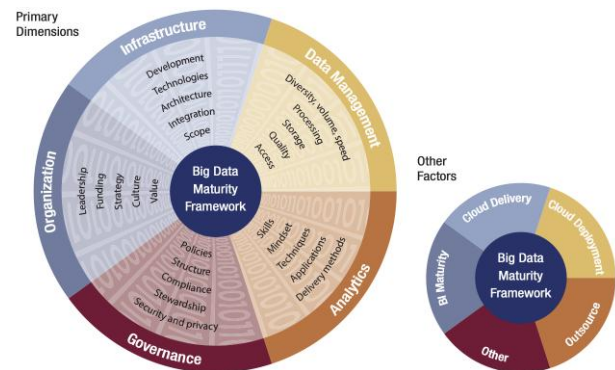 Primary
Dimensions
Infrastructure
Development
Technologies
Architecture
Integration
Scope
Data Management
Diversity, volume, speed
Processing
Storage
Quality
Access
Organization
Leadership
Funding
Strategy
Culture
Value
Big Data
Maturity
Framework
Skills
Mindset
Techniques
Applications
Delivery methods
Analytics
Policies
Structure
Compliance
Stewardship
Security and privacy
Governance
Other
Factors
Cloud Delivery
Cloud Deployment
BI Maturity
Big Data
Maturity
Framework
Outsource
Other